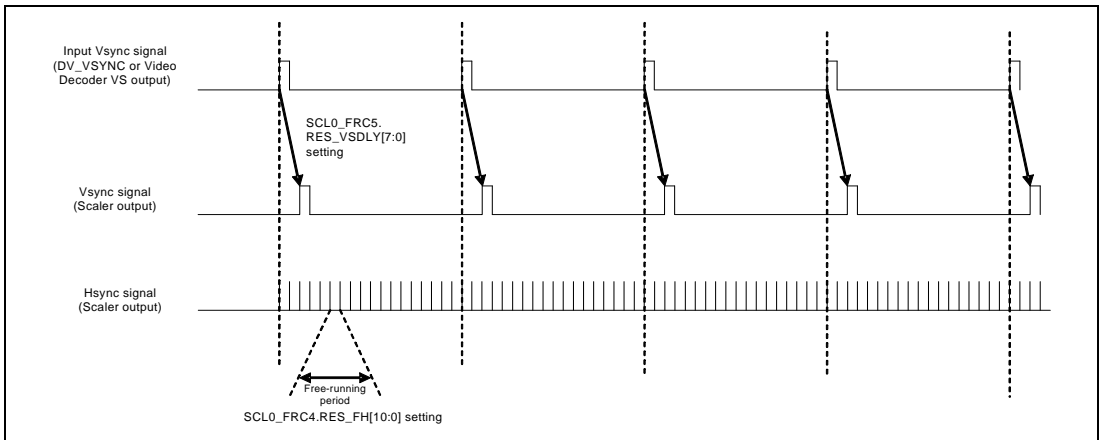 Input Vsync signal
(DV_VSYNC or Video
Decoder VS output)
SCL0_FRC5.
RES_VSDLY[7:0]
setting
Vsync signal
(Scaler output)
Hsync signal
(Scaler output)
Free-running
period
SCL0_FRC4.RES_FH[10:0] setting